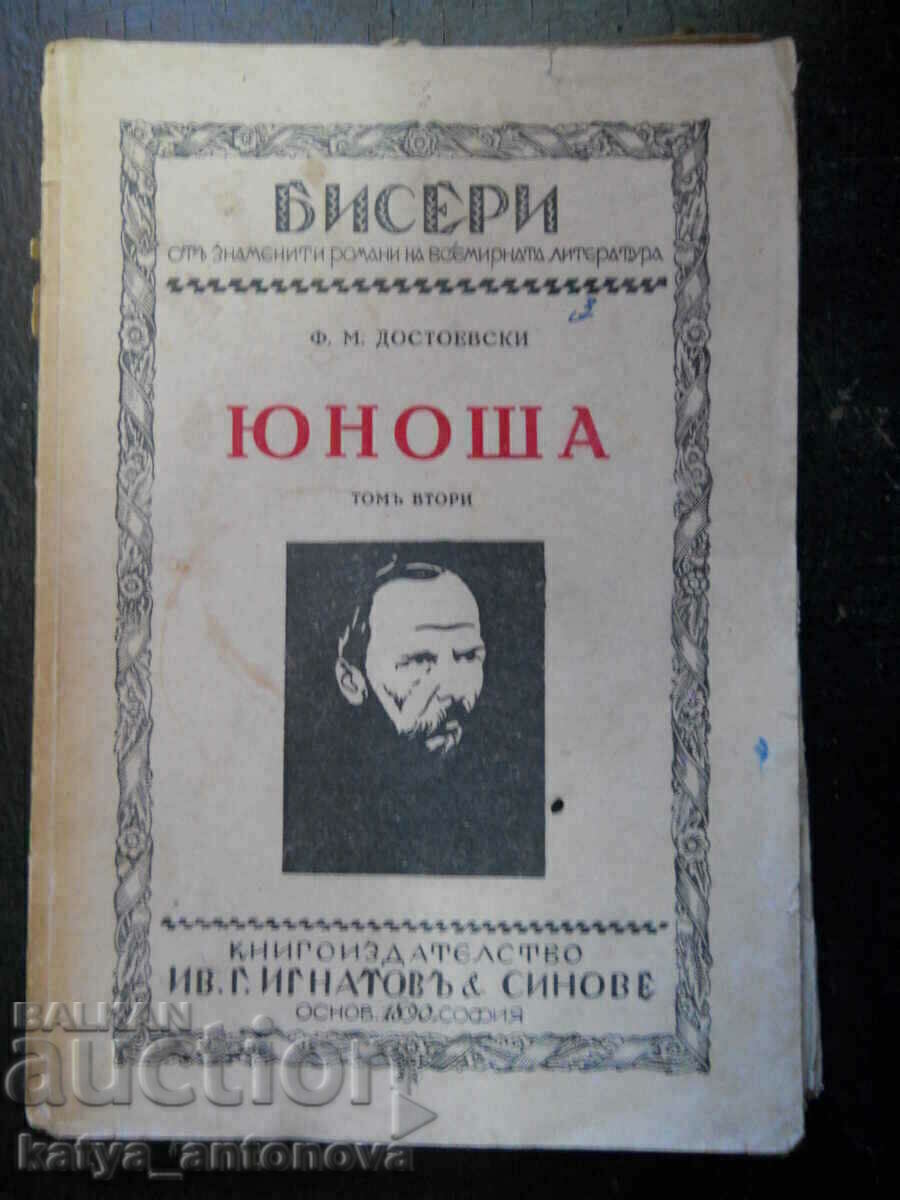 БИСЕРИ
отъ знаменити романи на всемирната литература
3
Ф. М. ДОСТОЕВСКИ
ЮНОША
ТОМЪ ВТОРИ
КНИГОИЗДАТЕЛСТВО
ИВ. Г. ИГНАТОВЪ & СИНОВЕ
ОСНОВ. 1890. СОФИЯ
BALKAN
auction
katya_antonova